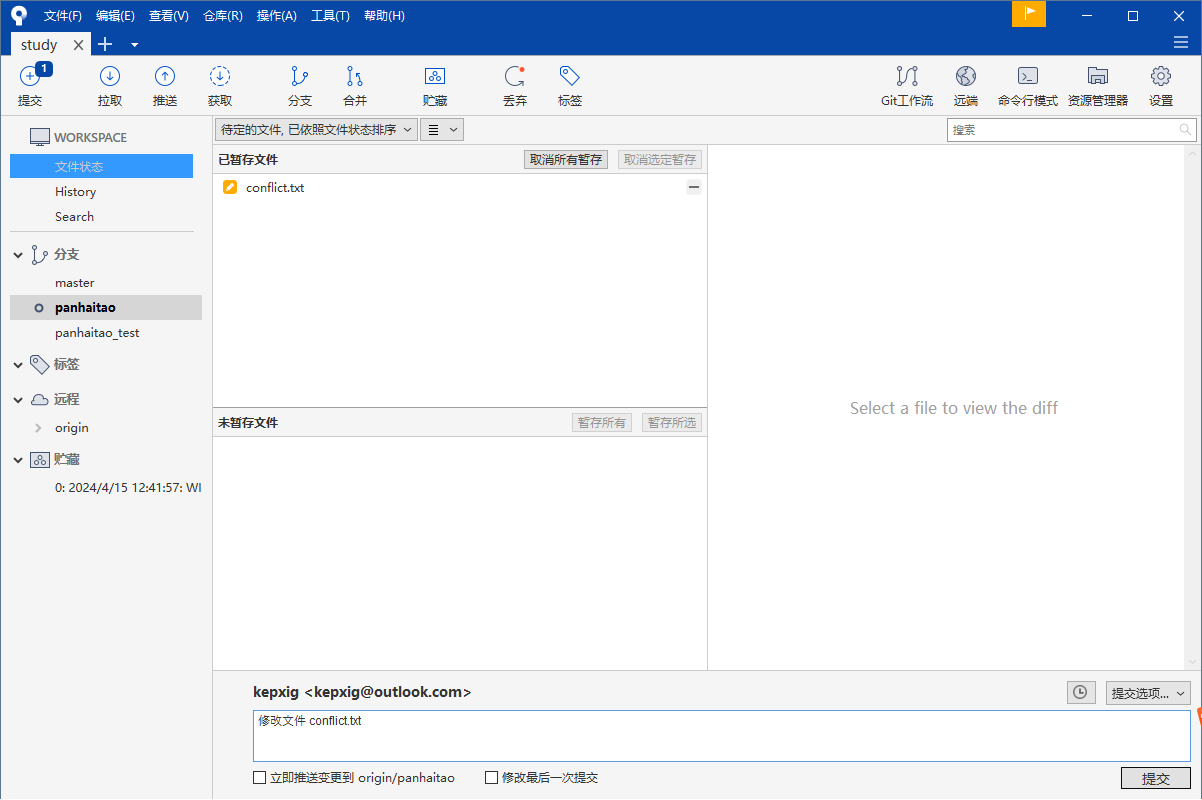 文件(F) 编辑(E) 查看(V) 仓库(R) 操作(A) 工具(T) 帮助(H)
study
1
提交 拉取 推送 获取 分支 合并 贮藏 丢弃 标签 Git工作流 远端 命令行模式 资源管理器 设置
WORKSPACE
文件状态
History
Search
分支
master
panhaitao
panhaitao_test
标签
远程
origin
贮藏
0: 2024/4/15 12:41:57: WI
待定的文件, 已依照文件状态排序
搜索
已暂存文件 取消所有暂存 取消选定暂存
conflict.txt
未暂存文件 暂存所有 暂存所选
Select a file to view the diff
kepxig <kepxig@outlook.com>
提交选项...
修改文件 conflict.txt
立即推送变更到 origin/panhaitao 修改最后一次提交
提交